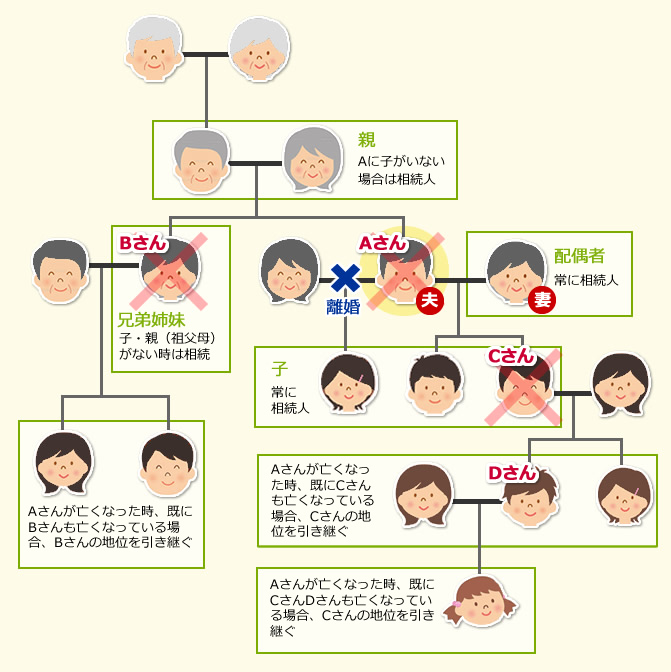 親
Aに子がいない
場合は相続人
Bさん
Aさん
配偶者
常に相続人
夫
妻
離婚
兄弟姉妹
子・親（祖父母）
がない時は相続
Cさん
子
常に
相続人
Dさん
Aさんが亡くなっ
た時、既にCさん
も亡くなっている
場合、Cさんの地
位を引き継ぐ
Aさんが亡くなった時、既に
Bさんも亡くなっている場
合、Bさんの地位を引き継ぐ
Aさんが亡くなった時、既に
CさんDさんも亡くなってい
る場合、Cさんの地位を引き
継ぐ